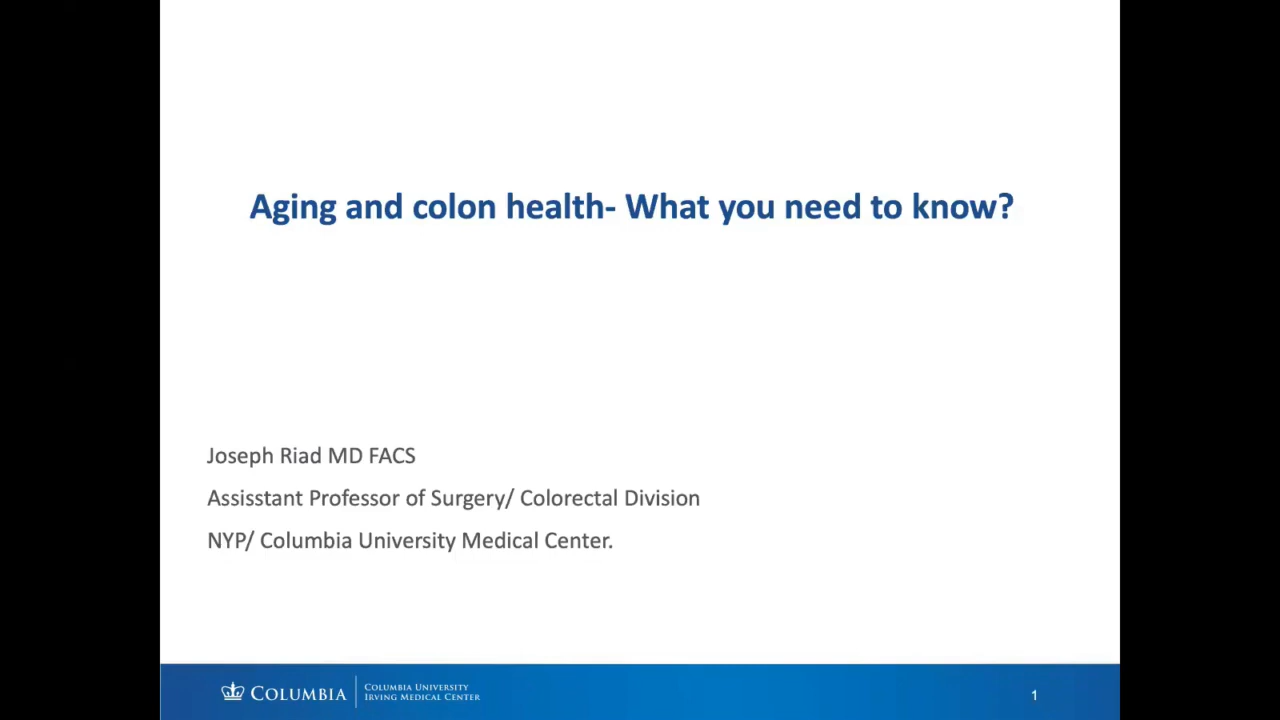 Aging and colon health- What you need to know?
Joseph Riad MD FACS
Assisstant Professor of Surgery/ Colorectal Division
NYP/ Columbia University Medical Center.
COLUMBIA
COLUMBIA UNIVERSITY
IRVING MEDICAL CENTER
1